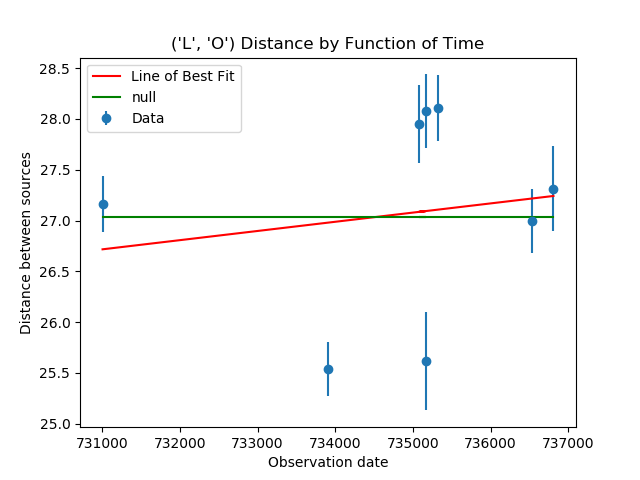 ('L', 'O') Distance by Function of Time
Line of Best Fit
null
Data
Distance between sources
28.5
28.0
27.5
27.0
26.5
26.0
25.5
25.0
731000 732000 733000 734000 735000 736000 737000
Observation date